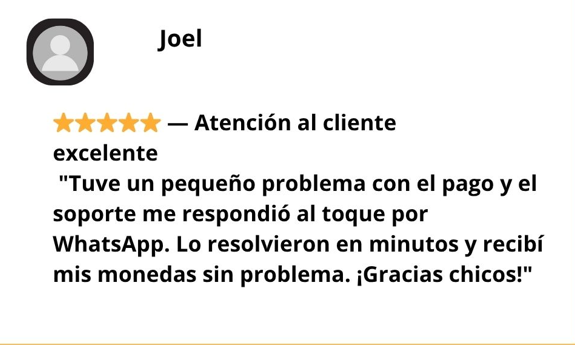 Joel
⭐⭐⭐⭐⭐ — Atención al cliente
excelente
"Tuve un pequeño problema con el pago y el
soporte me respondió al toque por
WhatsApp. Lo resolvieron en minutos y recibí
mis monedas sin problema. ¡Gracias chicos!"